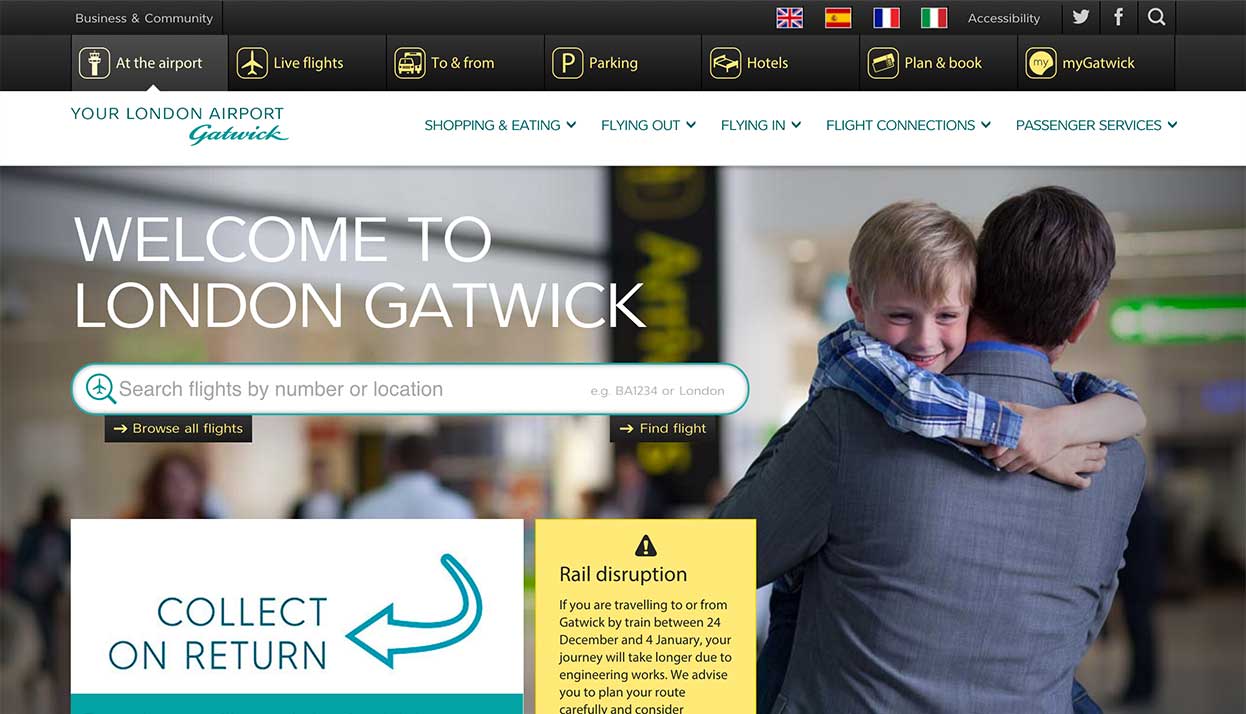 Business & Community
Accessibility
At the airport
Live flights
To & from
P
Parking
Hotels
Plan & book
my
myGatwick
YOUR LONDON AIRPORT
Gatwick
SHOPPING & EATING
FLYING OUT
FLYING IN
FLIGHT CONNECTIONS
PASSENGER SERVICES
WELCOME TO
LONDON GATWICK
Search flights by number or location
e.g. BA1234 or London
Browse all flights
Find flight
COLLECT
ON RETURN
Rail disruption
If you are travelling to or from
Gatwick by train between 24
December and 4 January, your
journey will take longer due to
engineering works. We advise
you to plan your route
carefully and consider